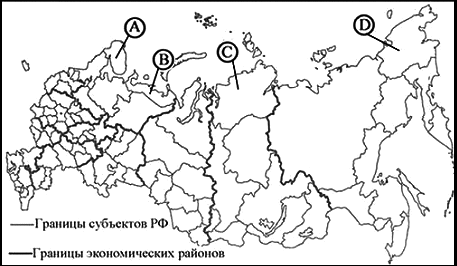 A
B
C
D
Границы субъектов РФ
Границы экономических районов